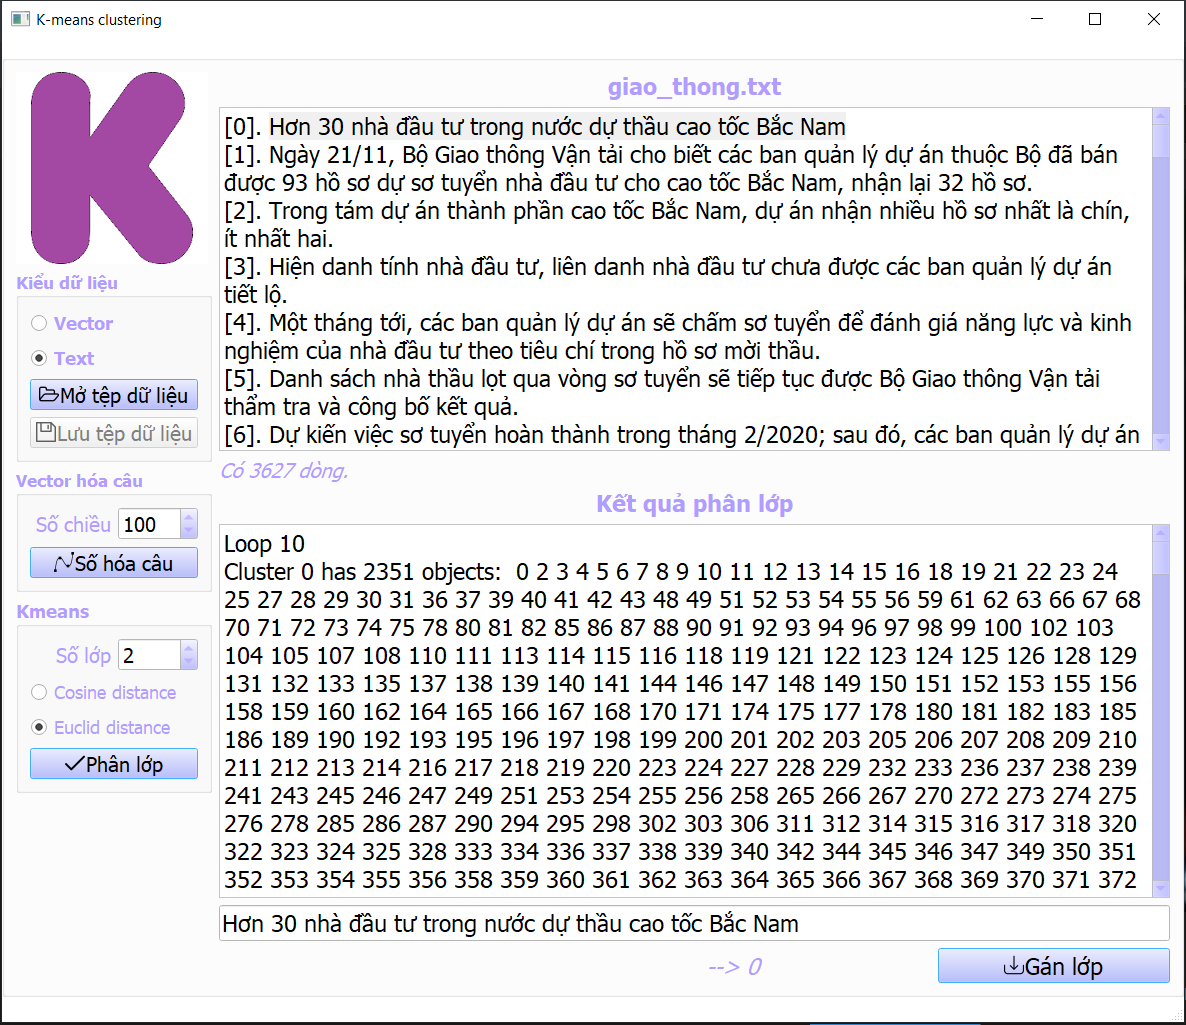 K-means clustering
K
Kiểu dữ liệu
Vector
Text
Mở tệp dữ liệu
Lưu tệp dữ liệu
Vector hóa câu
Số chiều 100
Số hóa câu
Kmeans
Số lớp 2
Cosine distance
Euclid distance
Phân lớp
giao_thong.txt
[0]. Hơn 30 nhà đầu tư trong nước dự thầu cao tốc Bắc Nam
[1]. Ngày 21/11, Bộ Giao thông Vận tải cho biết các ban quản lý dự án thuộc Bộ đã bán
được 93 hồ sơ dự sơ tuyển nhà đầu tư cho cao tốc Bắc Nam, nhận lại 32 hồ sơ.
[2]. Trong tám dự án thành phần cao tốc Bắc Nam, dự án nhận nhiều hồ sơ nhất là chín,
ít nhất hai.
[3]. Hiện danh tính nhà đầu tư, liên danh nhà đầu tư chưa được các ban quản lý dự án
tiết lộ.
[4]. Một tháng tới, các ban quản lý dự án sẽ chấm sơ tuyển để đánh giá năng lực và kinh
nghiệm của nhà đầu tư theo tiêu chí trong hồ sơ mời thầu.
[5]. Danh sách nhà thầu lọt qua vòng sơ tuyển sẽ tiếp tục được Bộ Giao thông Vận tải
thẩm tra và công bố kết quả.
[6]. Dự kiến việc sơ tuyển hoàn thành trong tháng 2/2020; sau đó, các ban quản lý dự án
Có 3627 dòng.
Kết quả phân lớp
Loop 10
Cluster 0 has 2351 objects:  0 2 3 4 5 6 7 8 9 10 11 12 13 14 15 16 18 19 21 22 23 24
25 27 28 29 30 31 36 37 39 40 41 42 43 48 49 51 52 53 54 55 56 59 61 62 63 66 67 68
70 71 72 73 74 75 78 80 81 82 85 86 87 88 90 91 92 93 94 96 97 98 99 100 102 103
104 105 107 108 110 111 113 114 115 116 118 119 121 122 123 124 125 126 128 129
131 132 133 135 137 138 139 140 141 144 146 147 148 149 150 151 152 153 155 156
158 159 160 162 164 165 166 167 168 170 171 174 175 177 178 180 181 182 183 185
186 189 190 192 193 195 196 197 198 199 200 201 202 203 205 206 207 208 209 210
211 212 213 214 216 217 218 219 220 223 224 227 228 229 232 233 236 237 238 239
241 243 245 246 247 249 251 253 254 255 256 258 265 266 267 270 272 273 274 275
276 278 285 286 287 290 294 295 298 302 303 306 311 312 314 315 316 317 318 320
322 323 324 325 328 333 334 336 337 338 339 340 342 344 345 346 347 349 350 351
352 353 354 355 356 358 359 360 361 362 363 364 365 366 367 368 369 370 371 372
Hơn 30 nhà đầu tư trong nước dự thầu cao tốc Bắc Nam
--> 0
Gán lớp